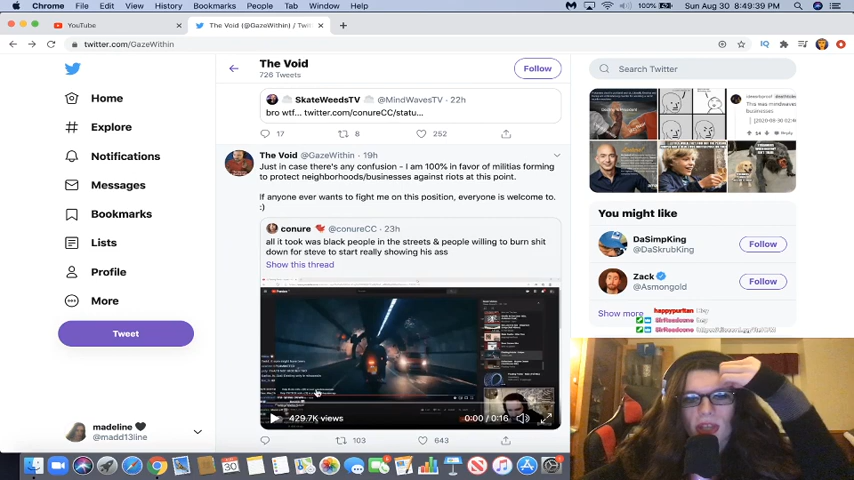 Chrome File Edit View History Bookmarks People Tab Window Help 100% Sun Aug 30 8:49:39 PM
YouTube
The Void (@GazeWithin) / Twitt
twitter.com/GazeWithin
The Void
726 Tweets
Follow
Search Twitter
Home
Explore
Notifications
Messages
Bookmarks
Lists
Profile
More
Tweet
madeline
@madd13line
SkateWeedsTV @MindWavesTV · 22h
bro wtf... twitter.com/conureCC/statu...
17 8 252
The Void @GazeWithin · 19h
Just in case there's any confusion - I am 100% in favor of militias forming
to protect neighborhoods/businesses against riots at this point.
If anyone ever wants to fight me on this position, everyone is welcome to.
:)
conure @conureCC · 23h
all it took was black people in the streets & people willing to burn shit
down for steve to start really showing his ass
Show this thread
429.7K views
0:00 / 0:16
103 643
You might like
DaSimpKing
@DaSkrubKing
Follow
Zack
@Asmongold
Follow
Show more
happypuritan